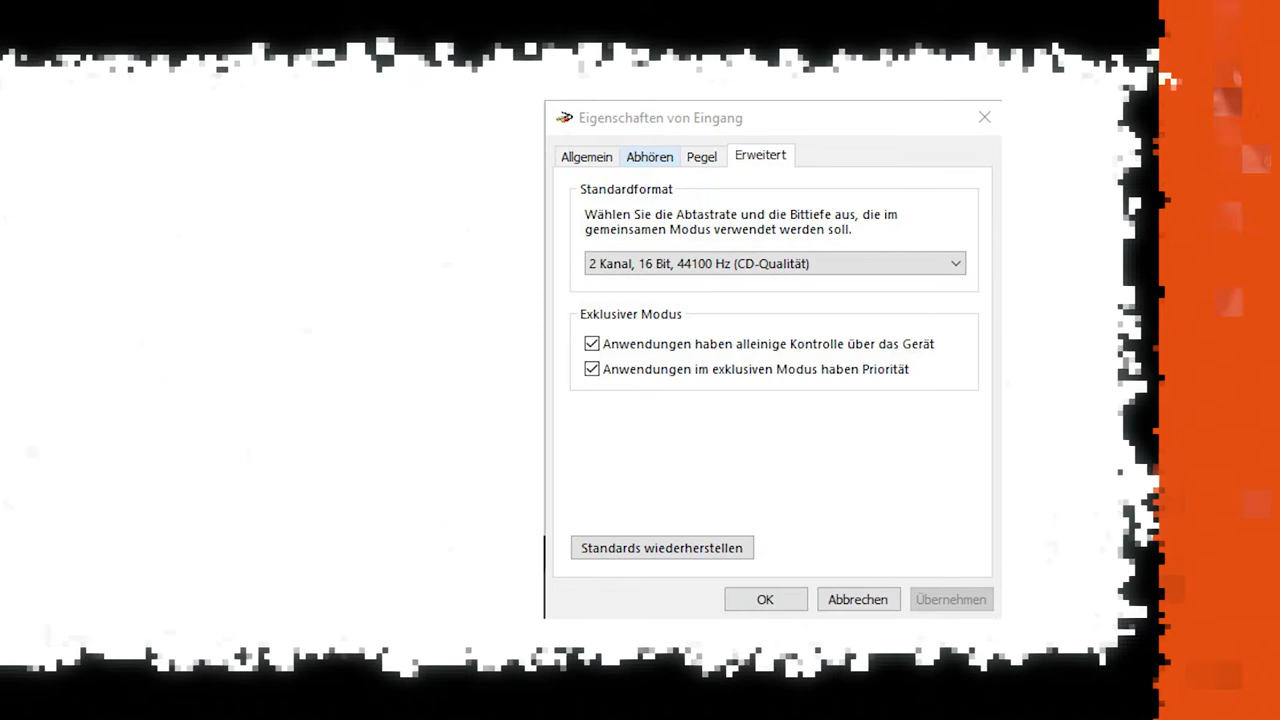 Eigenschaften von Eingang
Allgemein Abhören Pegel Erweitert
Standardformat
Wählen Sie die Abtastrate und die Bittiefe aus, die im
gemeinsamen Modus verwendet werden soll.
2 Kanal, 16 Bit, 44100 Hz (CD-Qualität)
Exklusiver Modus
Anwendungen haben alleinige Kontrolle über das Gerät
Anwendungen im exklusiven Modus haben Priorität
Standards wiederherstellen
OK Abbrechen Übernehmen